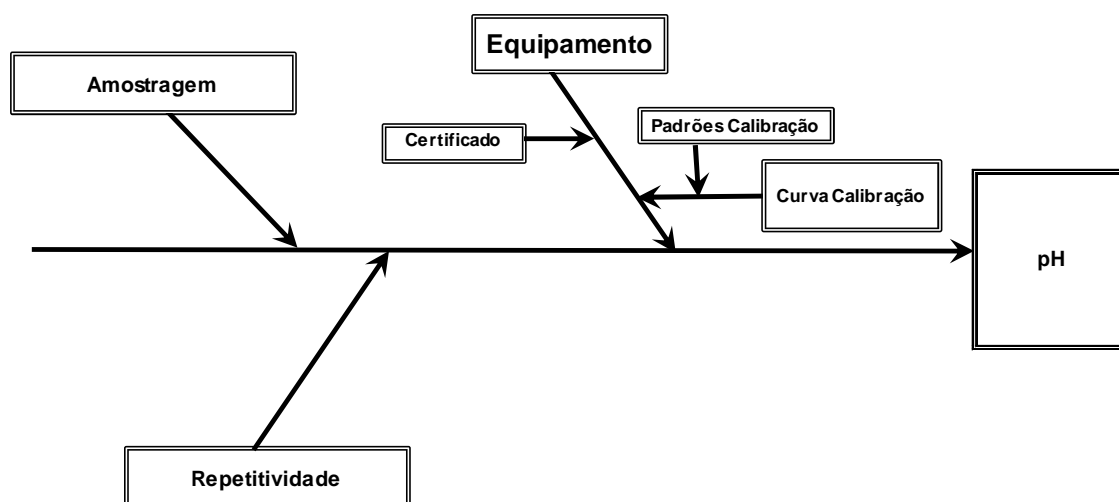 Equipamento
Amostragem
Padrões Calibração
Certificado
Curva Calibração
pH
Repetitividade